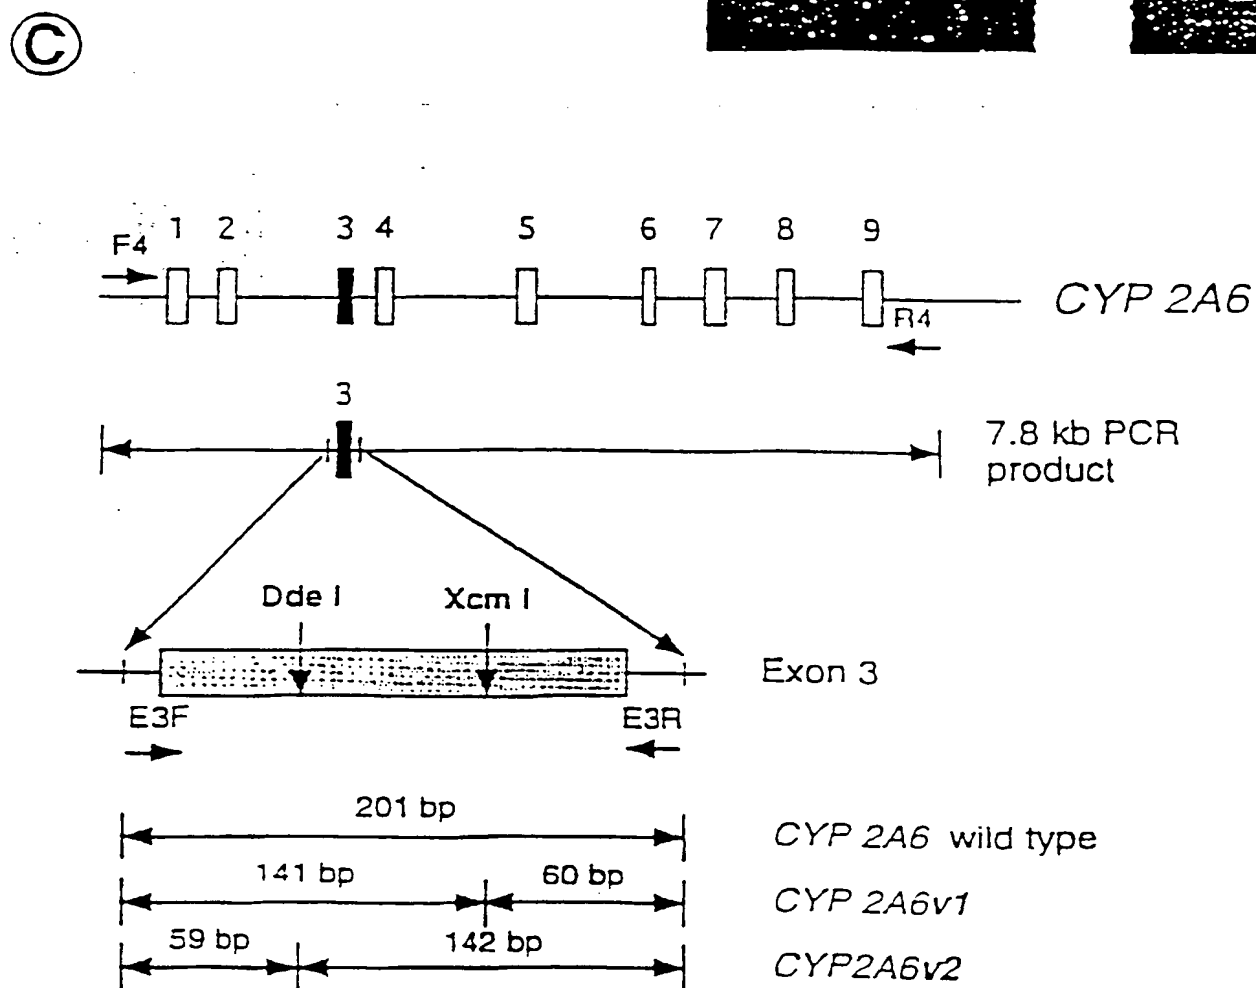 C
1 2 3 4 5 6 7 8 9
F4
CYP 2A6
R4
3
7.8 kb PCR
product
Dde I Xcm I
Exon 3
E3F E3R
201 bp
CYP 2A6 wild type
141 bp 60 bp
CYP 2A6v1
59 bp 142 bp
CYP2A6v2